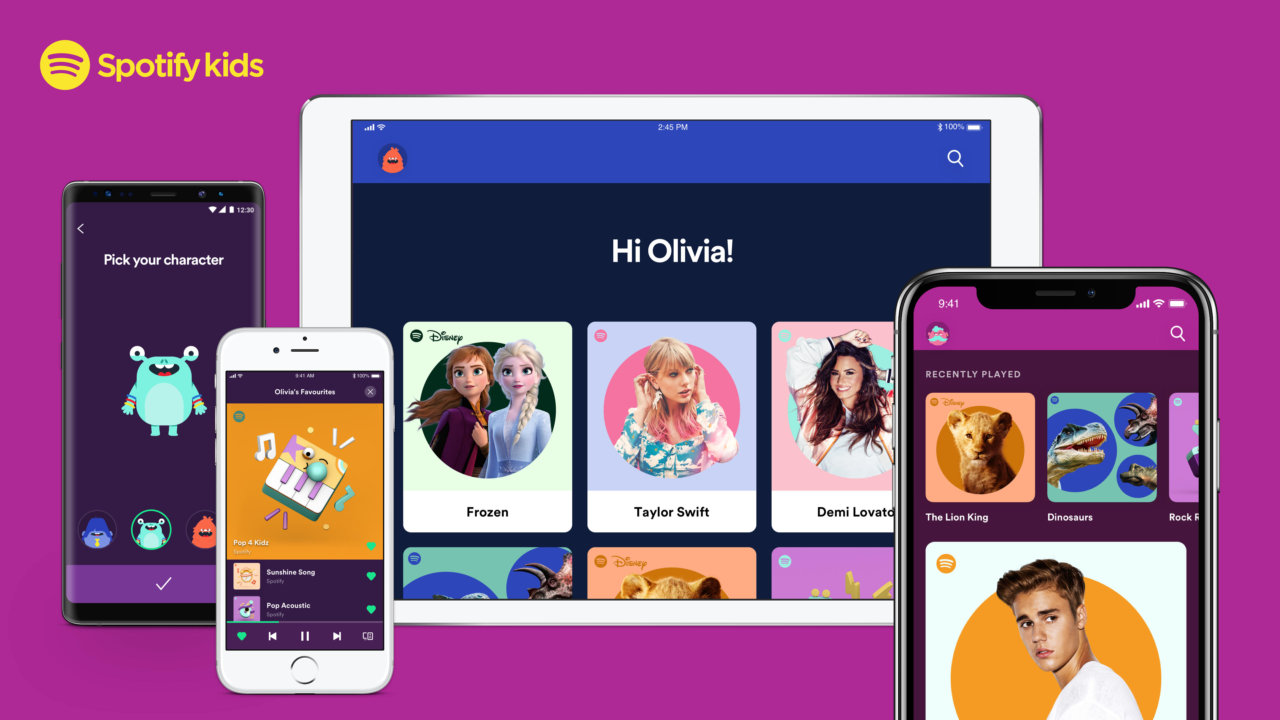 Spotify kids
12:30
Pick your character
9:41 AM
100%
Olivia's Favourites
Pop 4 Kidz
Spotify
Sunshine Song
Spotify
Pop Acoustic
Spotify
2:45 PM
100%
Hi Olivia!
Disney
Frozen
Taylor Swift
Demi Lovato
Disney
9:41
RECENTLY PLAYED
Disney
The Lion King
Dinosaurs
Rock R